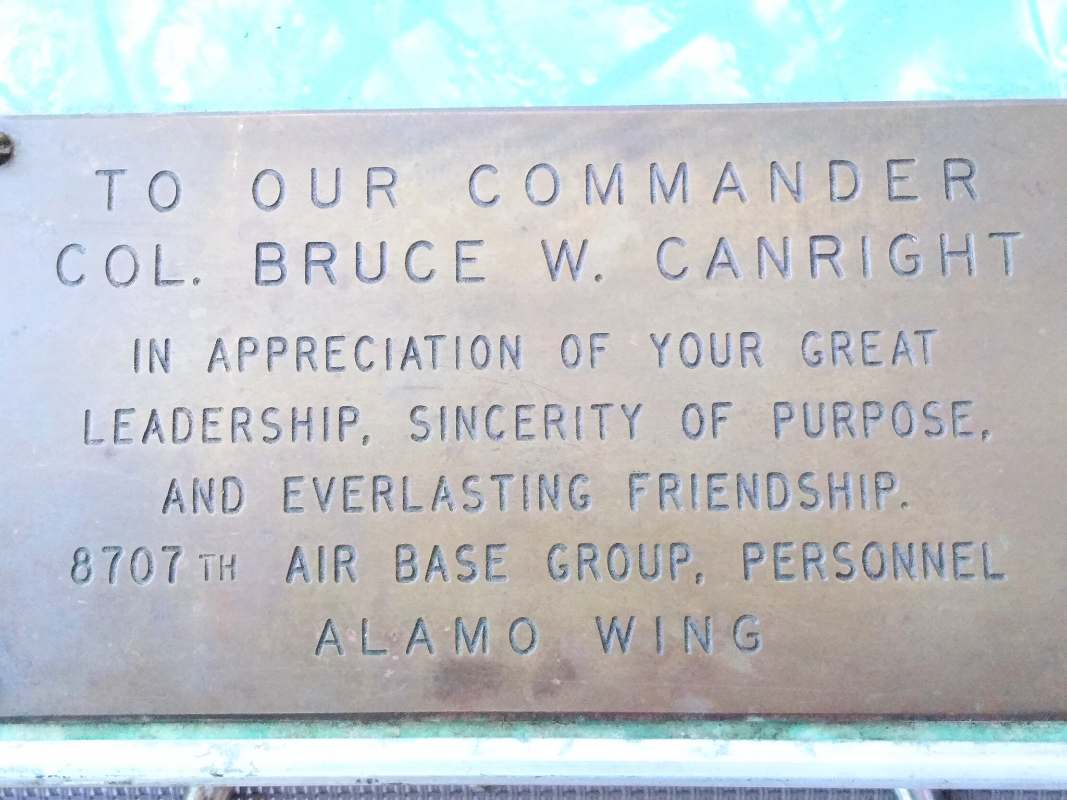 TO OUR COMMANDER
COL. BRUCE W. CANRIGHT
IN APPRECIATION OF YOUR GREAT
LEADERSHIP, SINCERITY OF PURPOSE,
AND EVERLASTING FRIENDSHIP.
8707TH AIR BASE GROUP, PERSONNEL
ALAMO WING